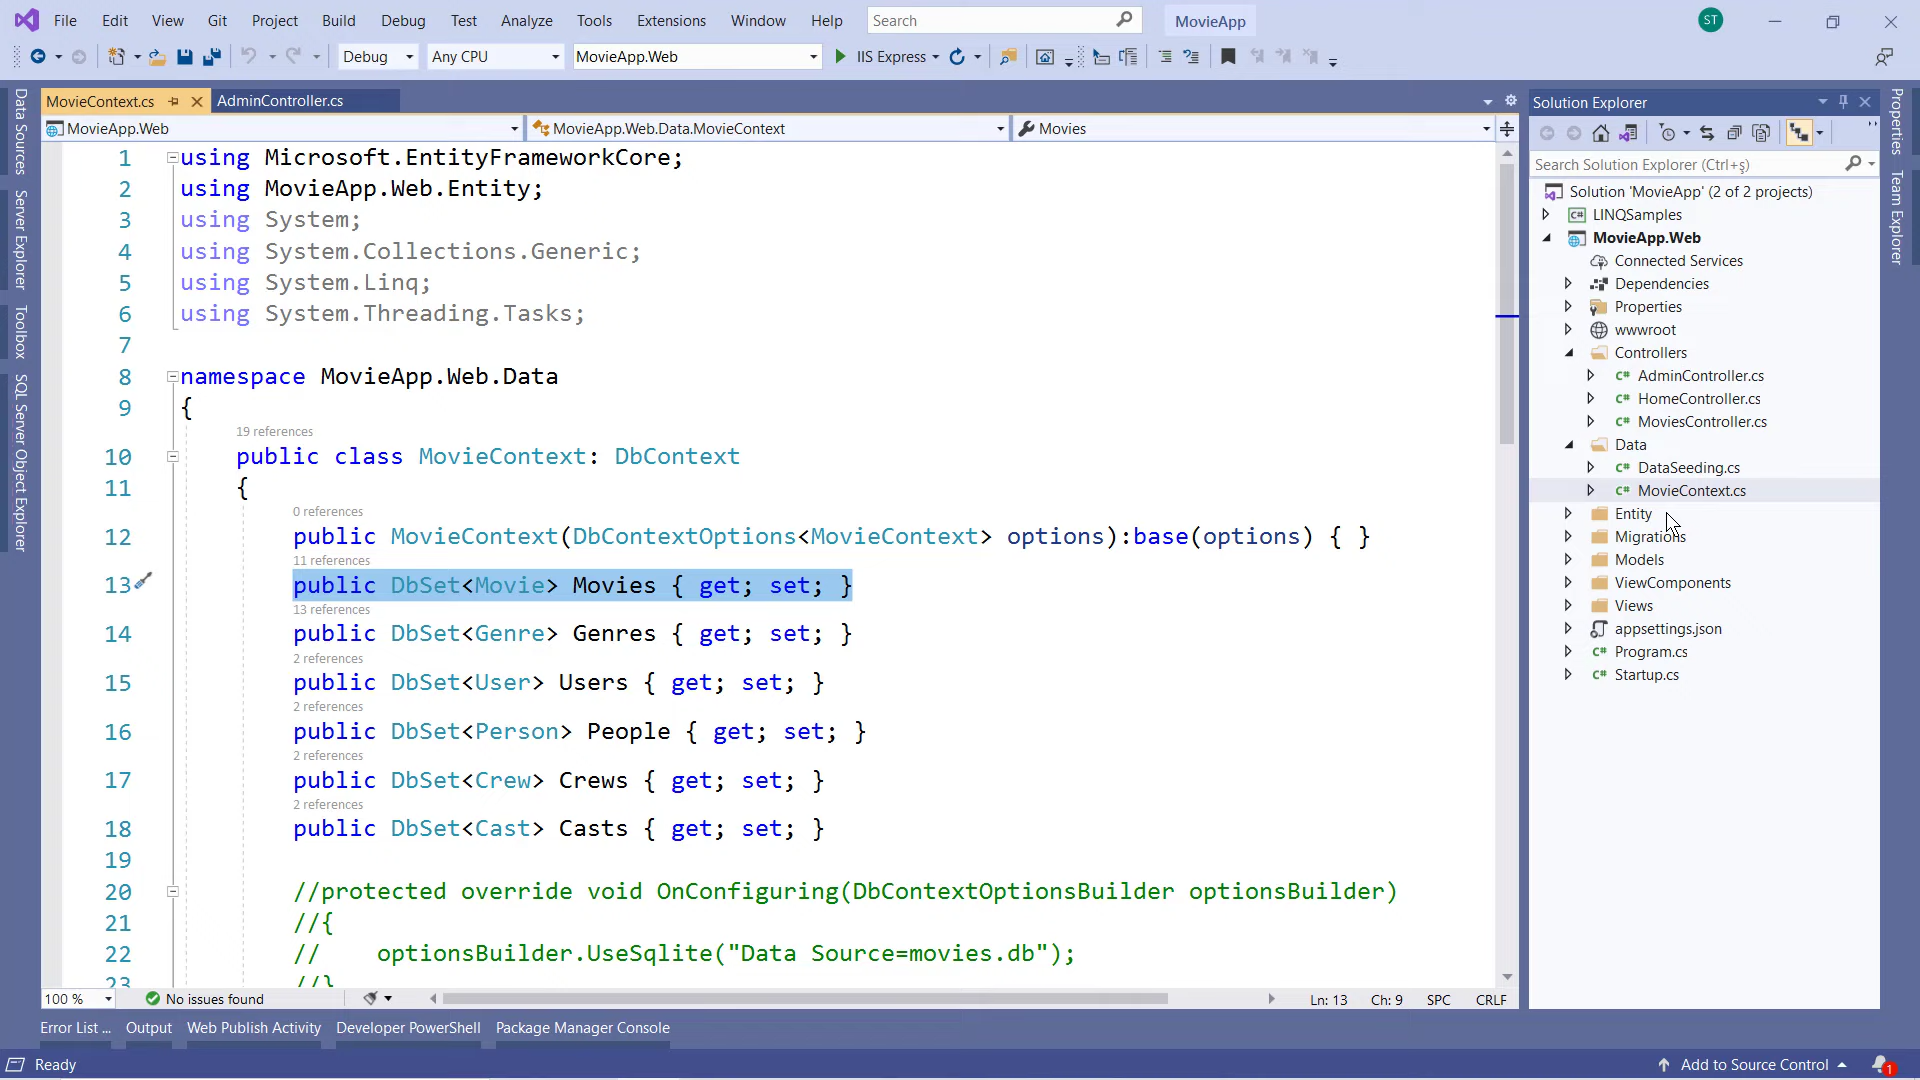 File Edit View Git Project Build Debug Test Analyze Tools Extensions Window Help Search MovieApp ST
Debug Any CPU MovieApp.Web IIS Express
MovieContext.cs AdminController.cs
MovieApp.Web MovieApp.Web.Data.MovieContext Movies
1 using Microsoft.EntityFrameworkCore;
2 using MovieApp.Web.Entity;
3 using System;
4 using System.Collections.Generic;
5 using System.Linq;
6 using System.Threading.Tasks;
7
8 namespace MovieApp.Web.Data
9 {
19 references
10 public class MovieContext: DbContext
11 {
0 references
12 public MovieContext(DbContextOptions<MovieContext> options):base(options) { }
11 references
13 public DbSet<Movie> Movies { get; set; }
13 references
14 public DbSet<Genre> Genres { get; set; }
2 references
15 public DbSet<User> Users { get; set; }
2 references
16 public DbSet<Person> People { get; set; }
2 references
17 public DbSet<Crew> Crews { get; set; }
2 references
18 public DbSet<Cast> Casts { get; set; }
19
20 //protected override void OnConfiguring(DbContextOptionsBuilder optionsBuilder)
21 //{
22 // optionsBuilder.UseSqlite("Data Source=movies.db");
23 //}
100 % No issues found Ln: 13 Ch: 9 SPC CRLF
Error List ... Output Web Publish Activity Developer PowerShell Package Manager Console
Ready Add to Source Control 1
Data Sources
Server Explorer
Toolbox
SQL Server Object Explorer
Solution Explorer
Search Solution Explorer (Ctrl+ş)
Solution 'MovieApp' (2 of 2 projects)
LINQSamples
MovieApp.Web
Connected Services
Dependencies
Properties
wwwroot
Controllers
C# AdminController.cs
C# HomeController.cs
C# MoviesController.cs
Data
C# DataSeeding.cs
C# MovieContext.cs
Entity
Migrations
Models
ViewComponents
Views
appsettings.json
C# Program.cs
C# Startup.cs
Properties
Team Explorer